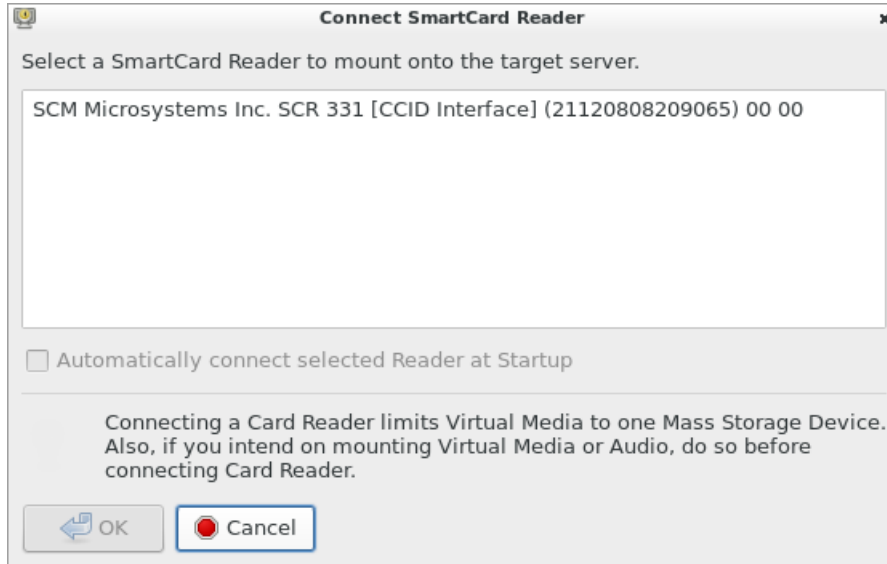 Connect SmartCard Reader
Select a SmartCard Reader to mount onto the target server.
SCM Microsystems Inc. SCR 331 [CCID Interface] (21120808209065) 00 00
Automatically connect selected Reader at Startup
Connecting a Card Reader limits Virtual Media to one Mass Storage Device.
Also, if you intend on mounting Virtual Media or Audio, do so before
connecting Card Reader.
OK
Cancel